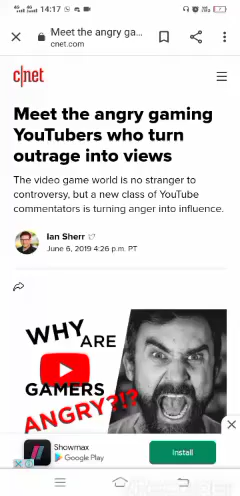 14:17
Meet the angry ga...
cnet.com
c|net
Meet the angry gaming
YouTubers who turn
outrage into views
The video game world is no stranger to
controversy, but a new class of YouTube
commentators is turning anger into influence.
Ian Sherr
June 6, 2019 4:26 p.m. PT
WHY
ARE
GAMERS
ANGRY?!?
Showmax
Google Play
Install